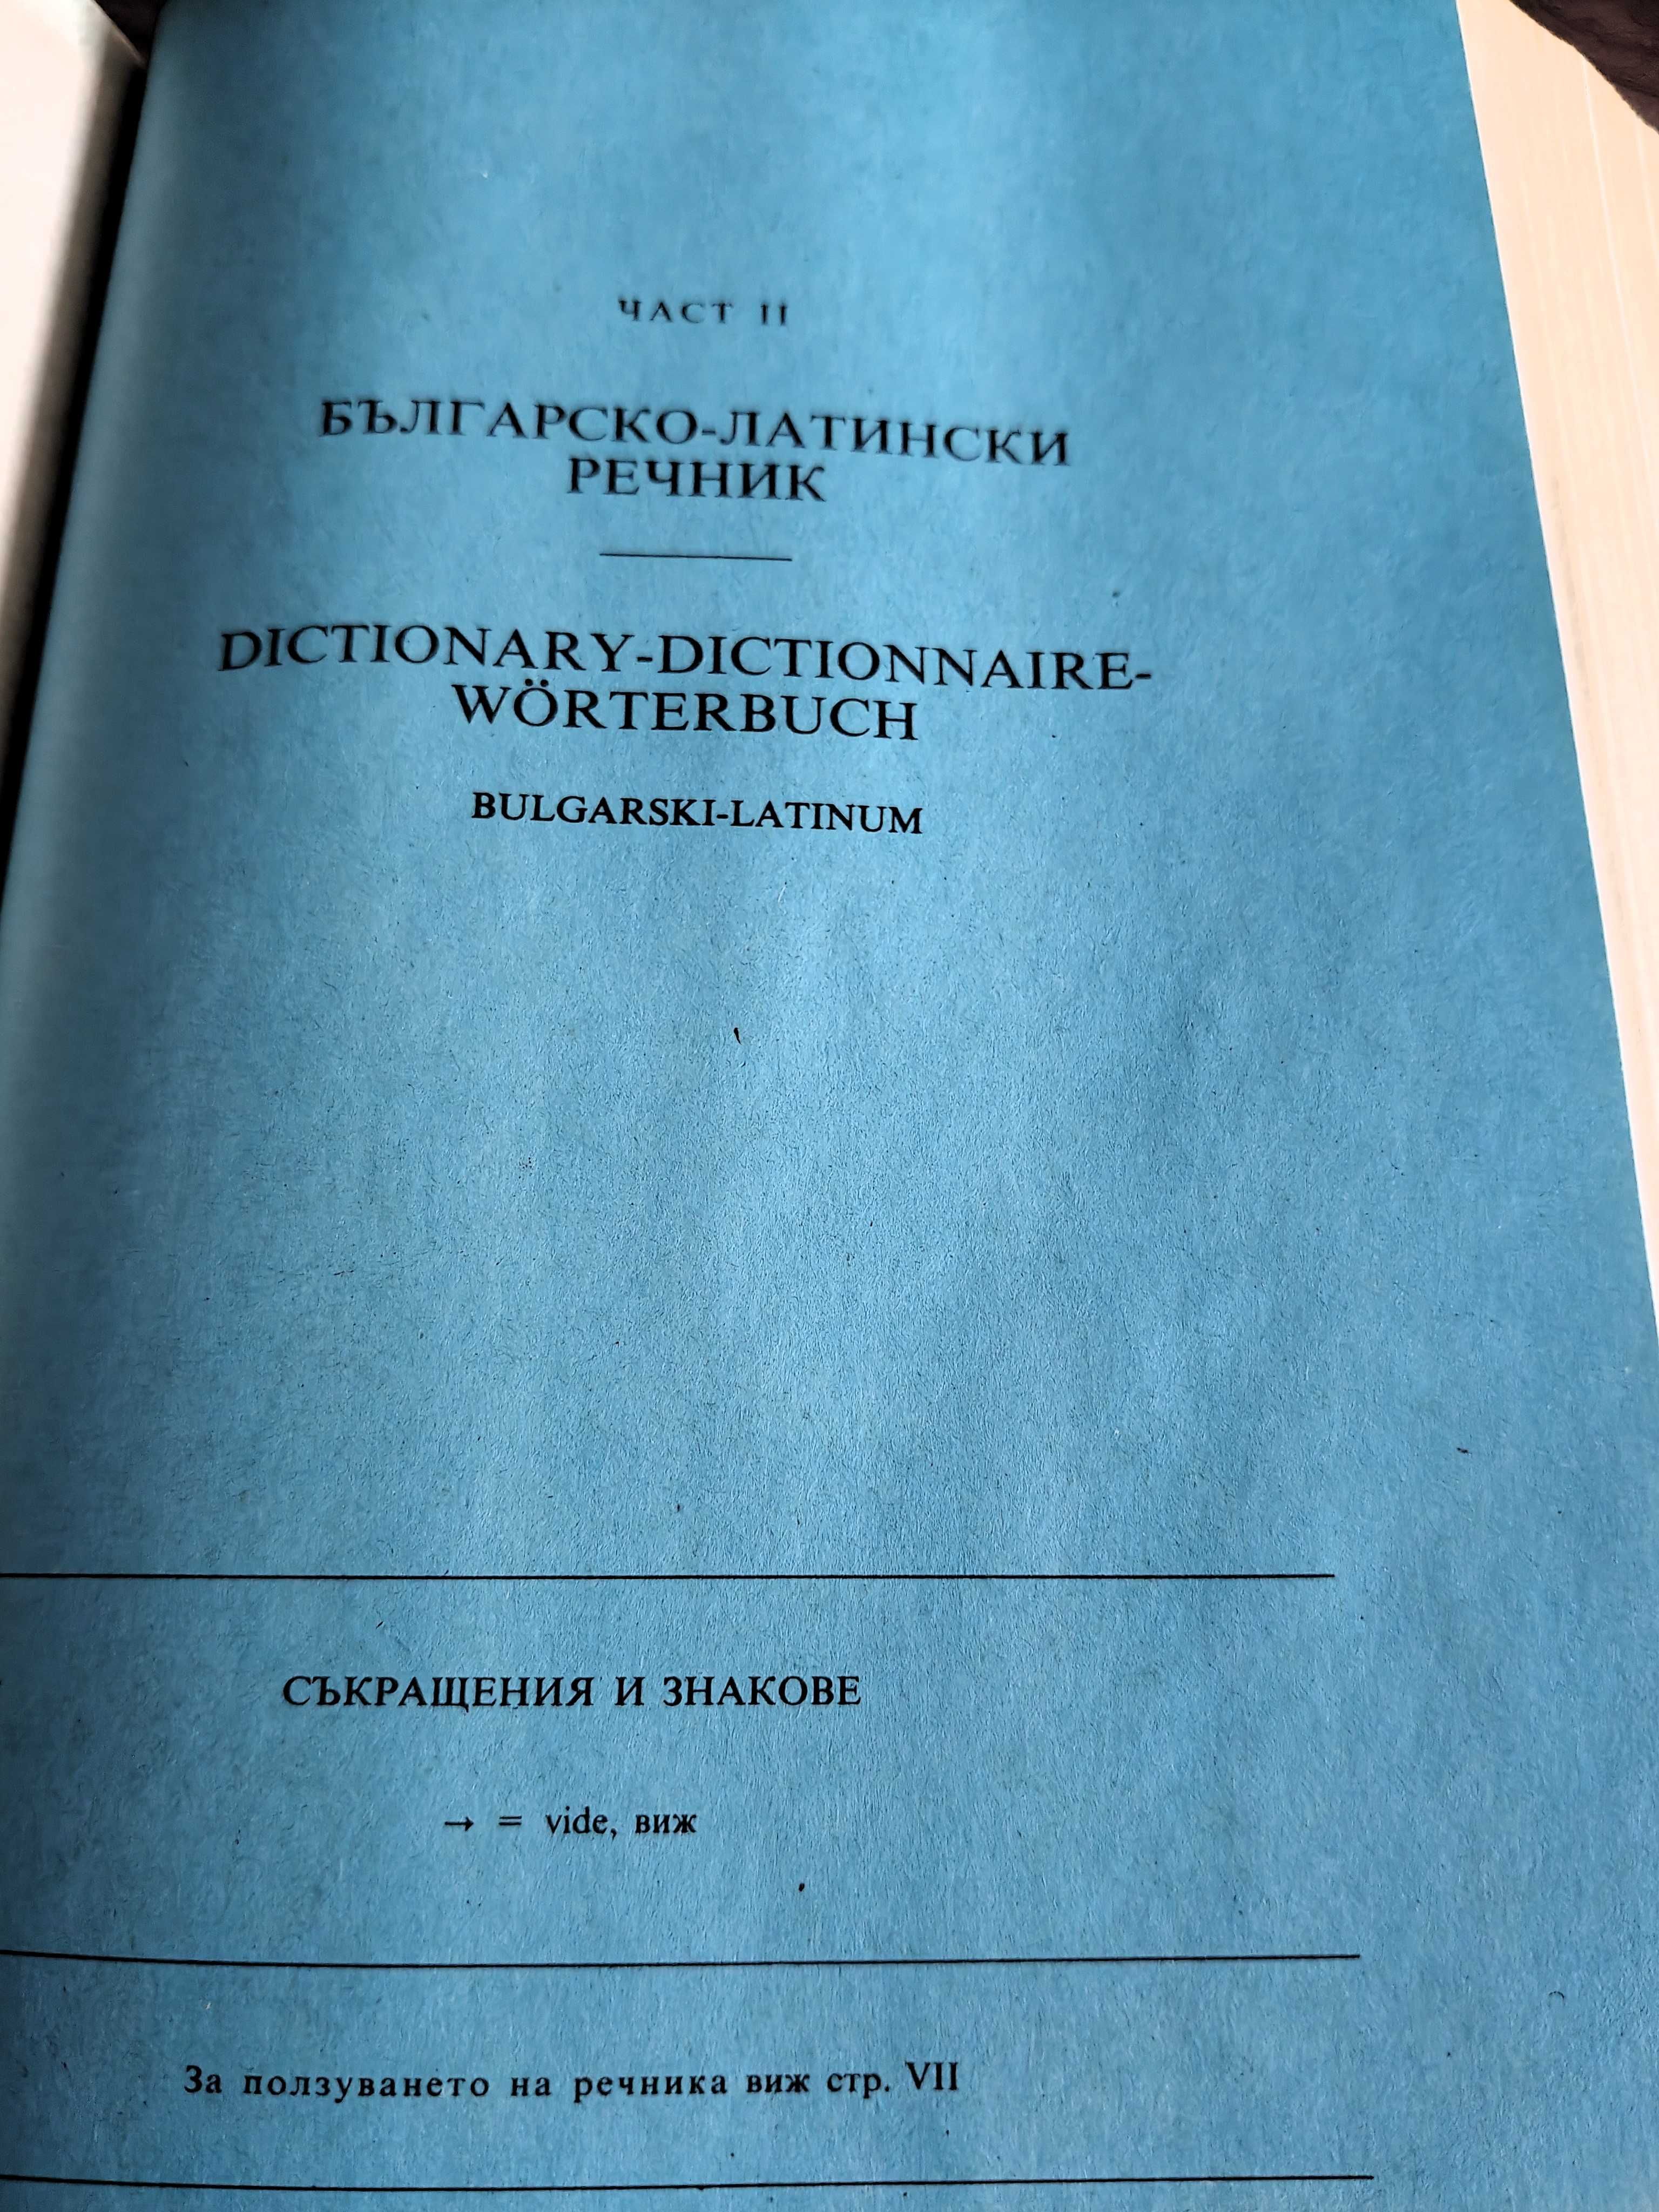 ЧАСТ II
БЪЛГАРСКО-ЛАТИНСКИ
РЕЧНИК
DICTIONARY-DICTIONNAIRE-
WÖRTERBUCH
BULGARSKI-LATINUM
СЪКРАЩЕНИЯ И ЗНАКОВЕ
→ = vide, виж
За ползуването на речника виж стр. VII